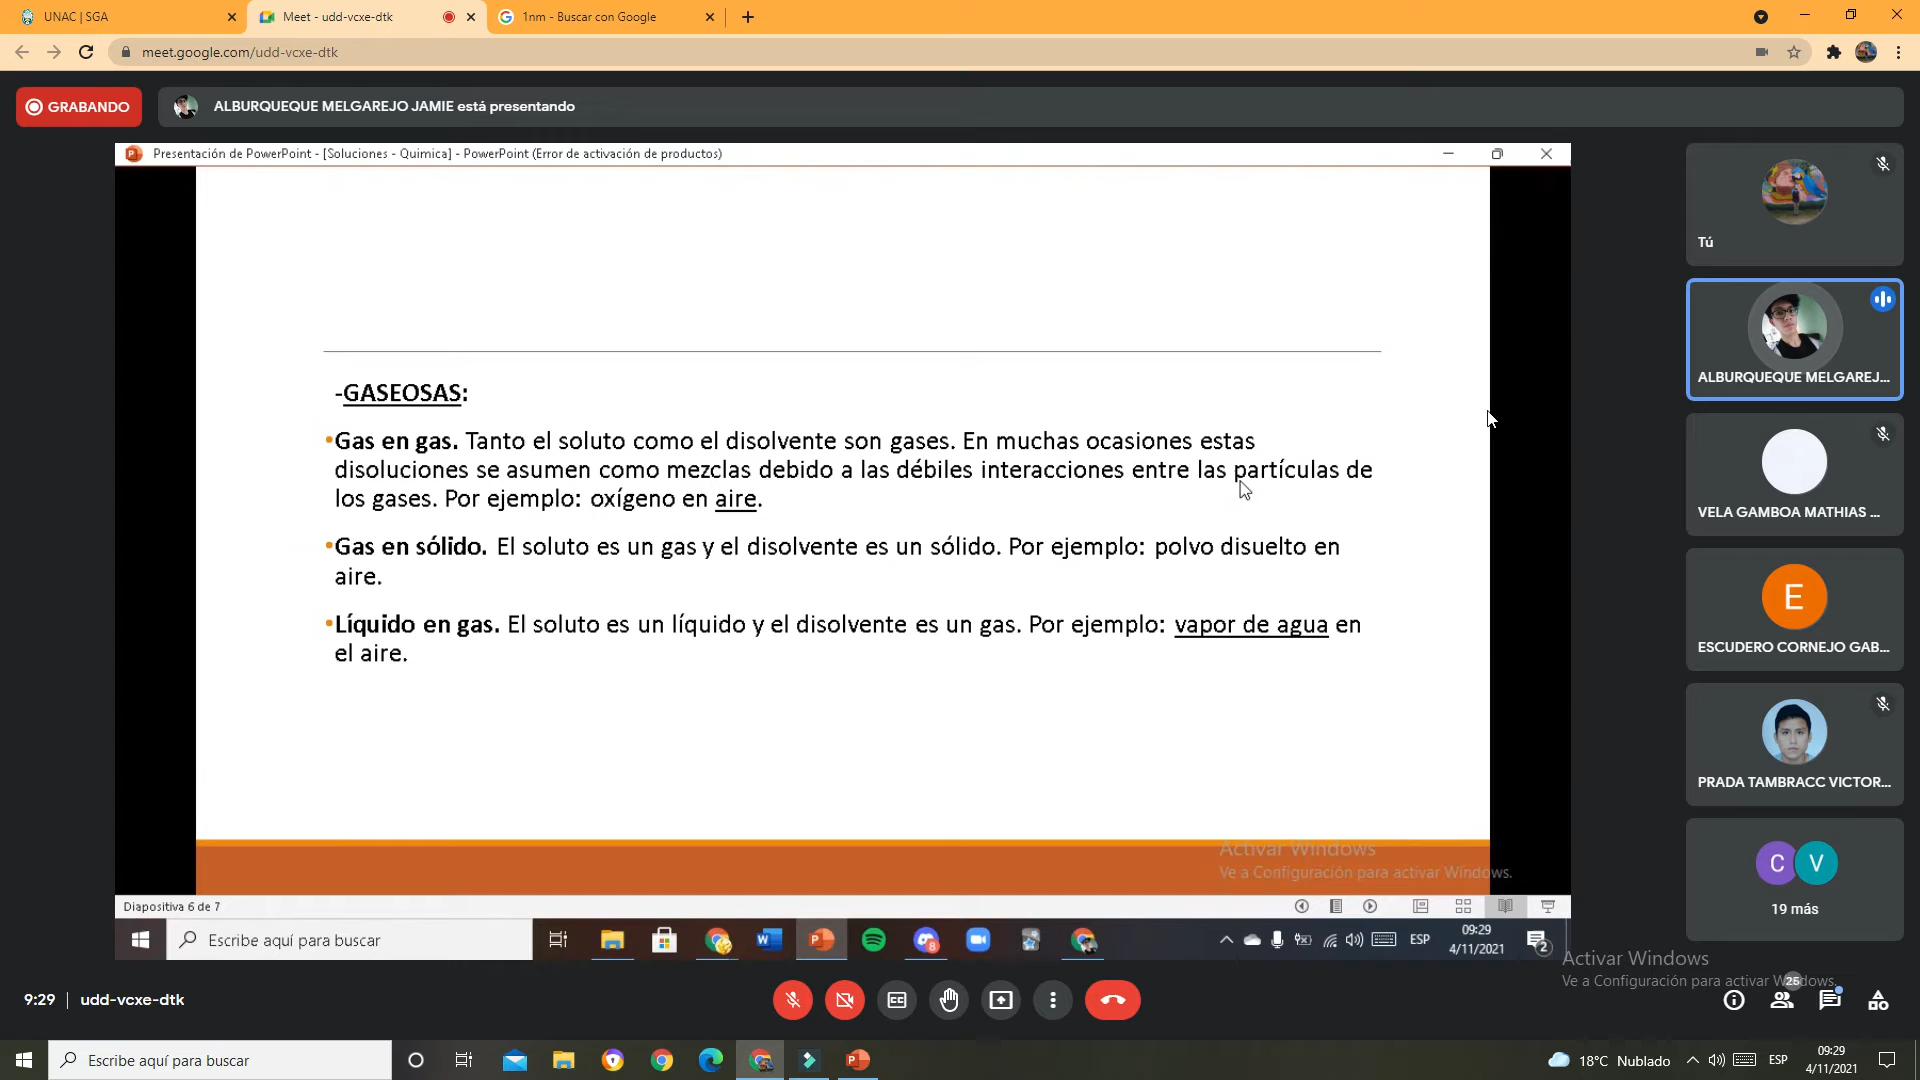 UNAC | SGA
Meet - udd-vcxe-dtk
1nm - Buscar con Google
meet.google.com/udd-vcxe-dtk
GRABANDO
ALBURQUEQUE MELGAREJO JAMIE está presentando
Presentación de PowerPoint - [Soluciones - Quimica] - PowerPoint (Error de activación de productos)
-GASEOSAS:
•Gas en gas. Tanto el soluto como el disolvente son gases. En muchas ocasiones estas
disoluciones se asumen como mezclas debido a las débiles interacciones entre las partículas de
los gases. Por ejemplo: oxígeno en aire.
•Gas en sólido. El soluto es un gas y el disolvente es un sólido. Por ejemplo: polvo disuelto en
aire.
•Líquido en gas. El soluto es un líquido y el disolvente es un gas. Por ejemplo: vapor de agua en
el aire.
Activar Windows
Ve a Configuración para activar Windows.
Diapositiva 6 de 7
Escribe aquí para buscar
8
ESP
09:29
4/11/2021
2
Tú
ALBURQUEQUE MELGAREJ...
VELA GAMBOA MATHIAS ...
E
ESCUDERO CORNEJO GAB...
PRADA TAMBRACC VICTOR...
C V
19 más
Activar Windows
Ve a Configuración para activar Windows.
9:29 | udd-vcxe-dtk
25
Escribe aquí para buscar
18°C Nublado
ESP
09:29
4/11/2021